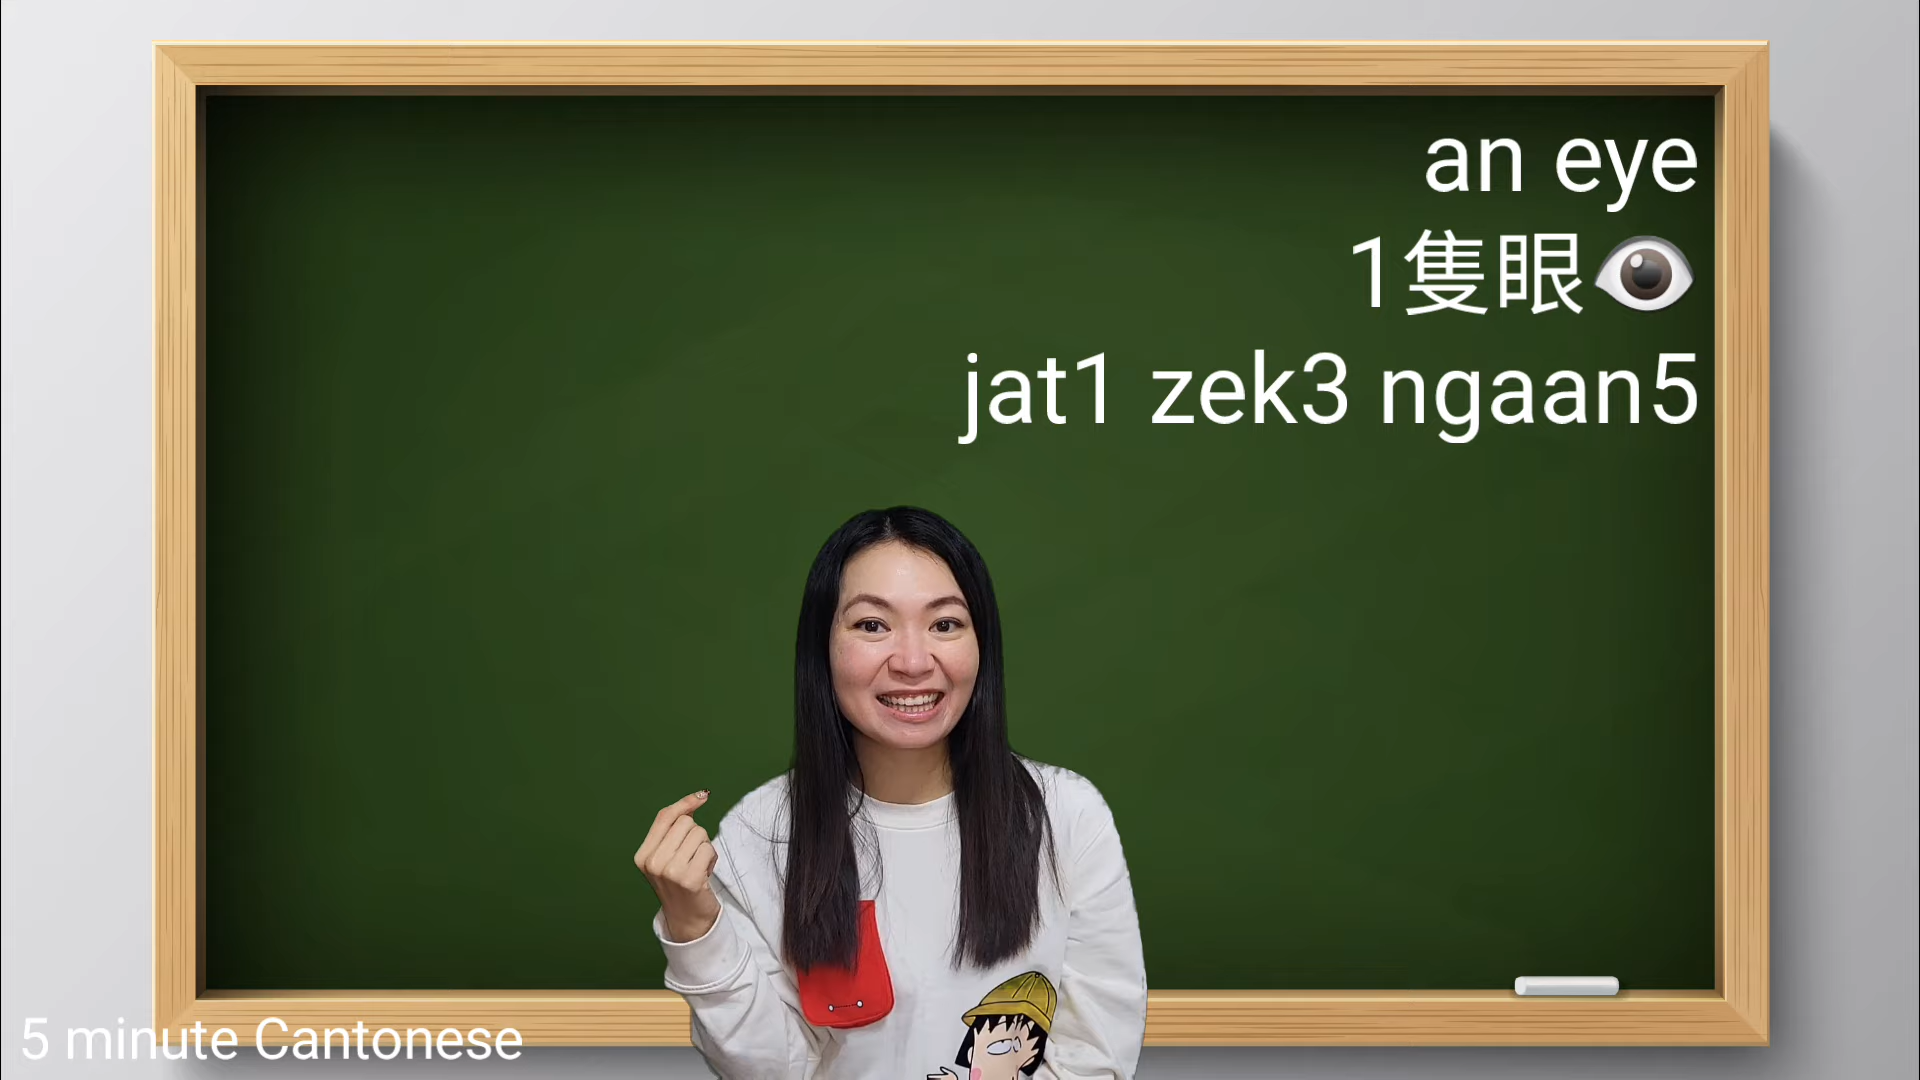 an eye
1隻眼👁
jat1 zek3 ngaan5
5 minute Cantonese